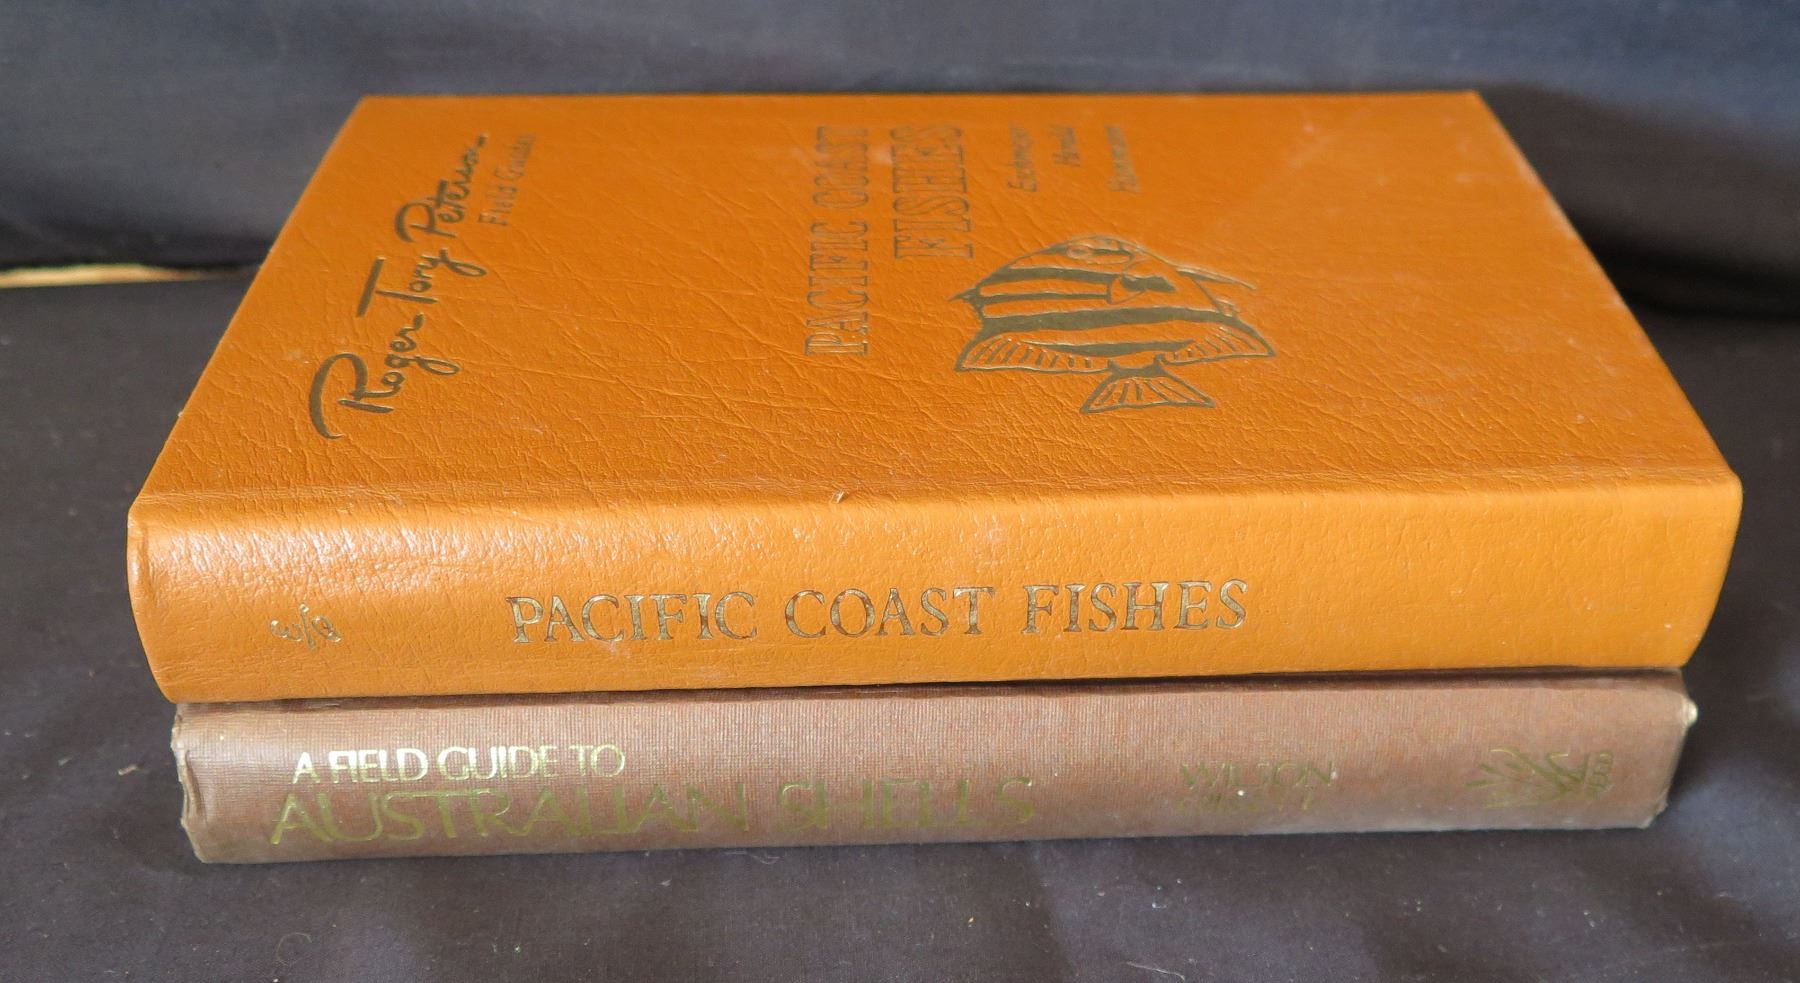 Roger Tory Peterson
Field Guides
PACIFIC COAST
FISHES
Eschmeyer
Herald
Hammann
PACIFIC COAST FISHES
A FIELD GUIDE TO
AUSTRALIAN SHELLS
WILSON
GILLETT